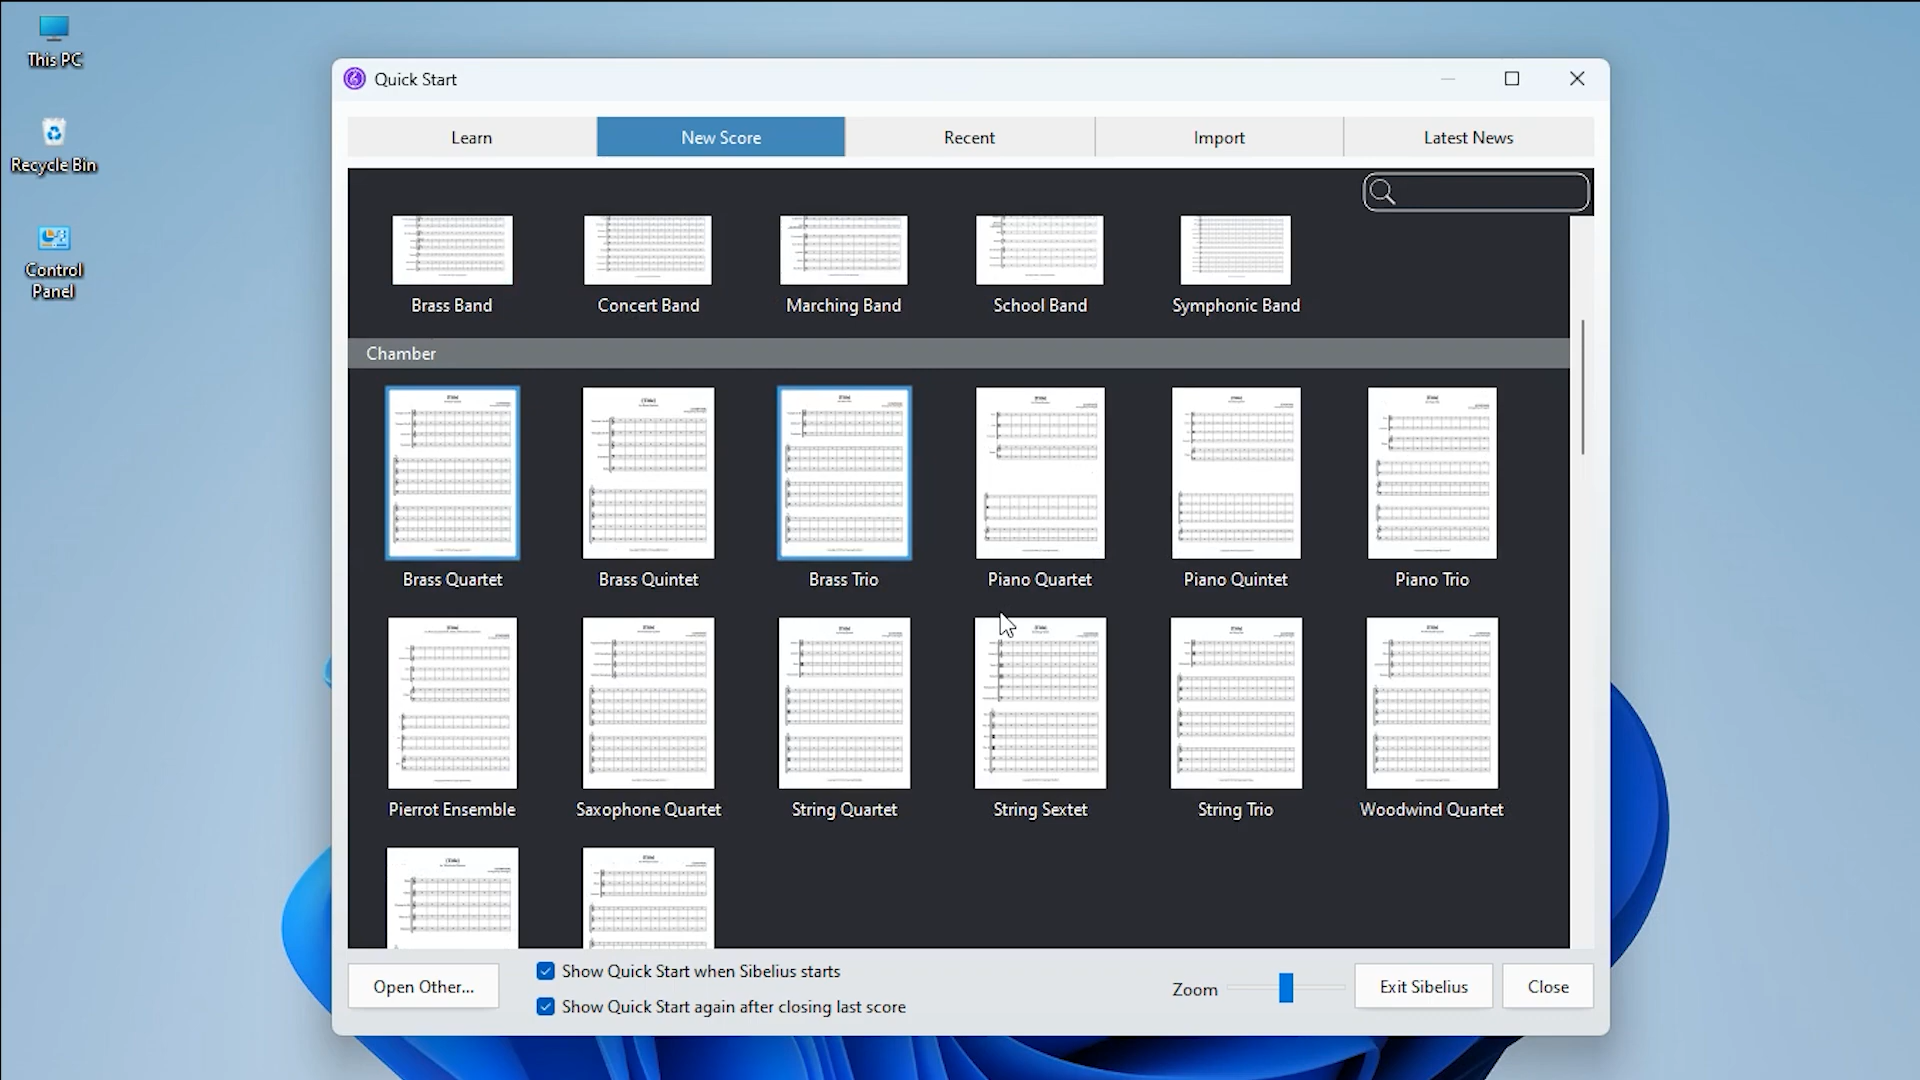 This PC
Recycle Bin
Control
Panel
Quick Start
Learn
New Score
Recent
Import
Latest News
Brass Band
Concert Band
Marching Band
School Band
Symphonic Band
Chamber
Brass Quartet
Brass Quintet
Brass Trio
Piano Quartet
Piano Quintet
Piano Trio
Pierrot Ensemble
Saxophone Quartet
String Quartet
String Sextet
String Trio
Woodwind Quartet
Open Other...
Show Quick Start when Sibelius starts
Show Quick Start again after closing last score
Zoom
Exit Sibelius
Close